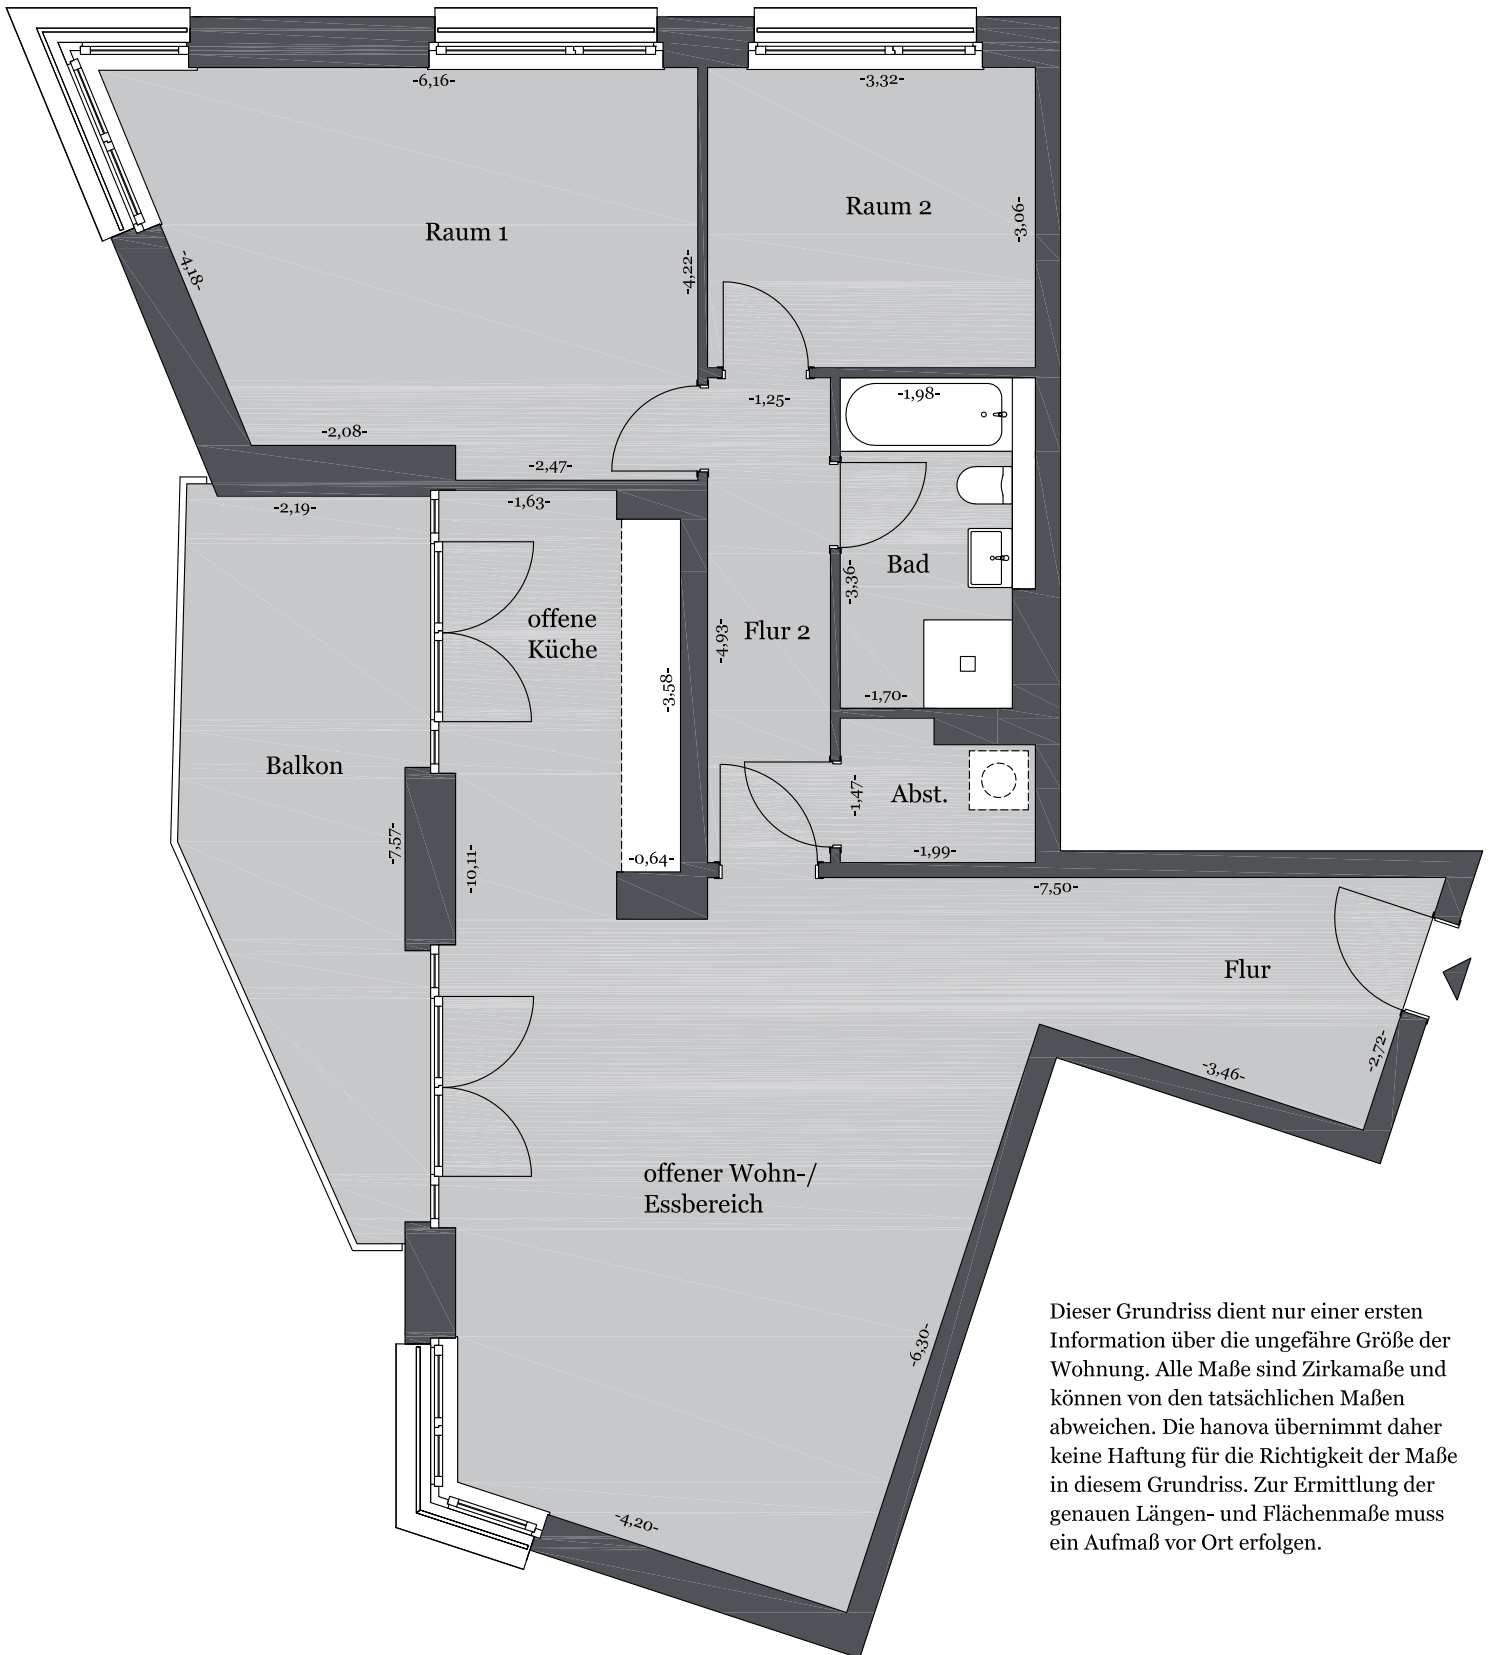 -6,16-
-3,32-
Raum 1
Raum 2
-3,06-
-4,18-
-4,22-
-1,25-
-1,98-
-2,08-
-2,47-
-2,19-
-1,63-
offene
Küche
Bad
-3,36-
Flur 2
-4,93-
-3,58-
-1,70-
Balkon
Abst.
-1,47-
-7,57-
-10,11-
-0,64-
-1,99-
-7,50-
Flur
-2,72-
-3,46-
offener Wohn-/
Essbereich
-6,30-
-4,20-
Dieser Grundriss dient nur einer ersten
Information über die ungefähre Größe der
Wohnung. Alle Maße sind Zirkamaße und
können von den tatsächlichen Maßen
abweichen. Die hanova übernimmt daher
keine Haftung für die Richtigkeit der Maße
in diesem Grundriss. Zur Ermittlung der
genauen Längen- und Flächenmaße muss
ein Aufmaß vor Ort erfolgen.